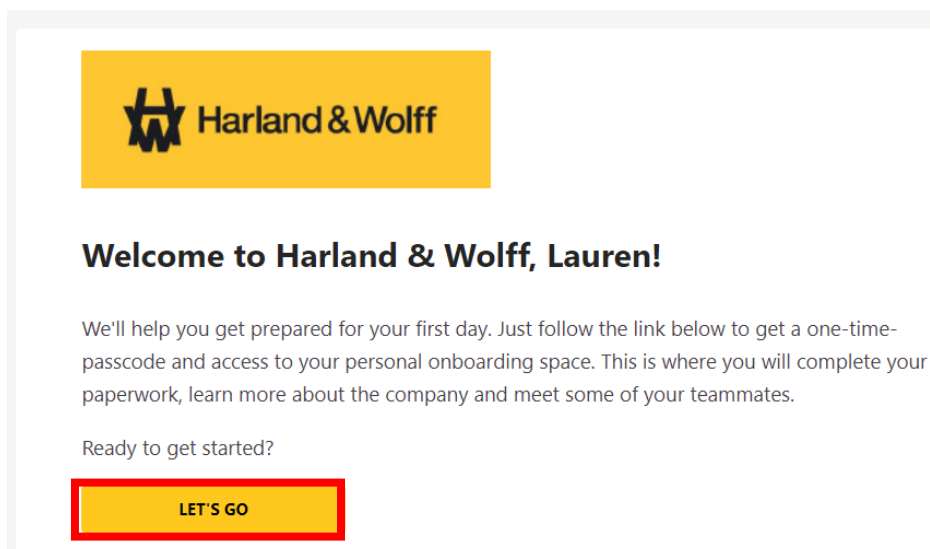 Harland & Wolff
Welcome to Harland & Wolff, Lauren!
We'll help you get prepared for your first day. Just follow the link below to get a one-time-
passcode and access to your personal onboarding space. This is where you will complete your
paperwork, learn more about the company and meet some of your teammates.
Ready to get started?
LET'S GO